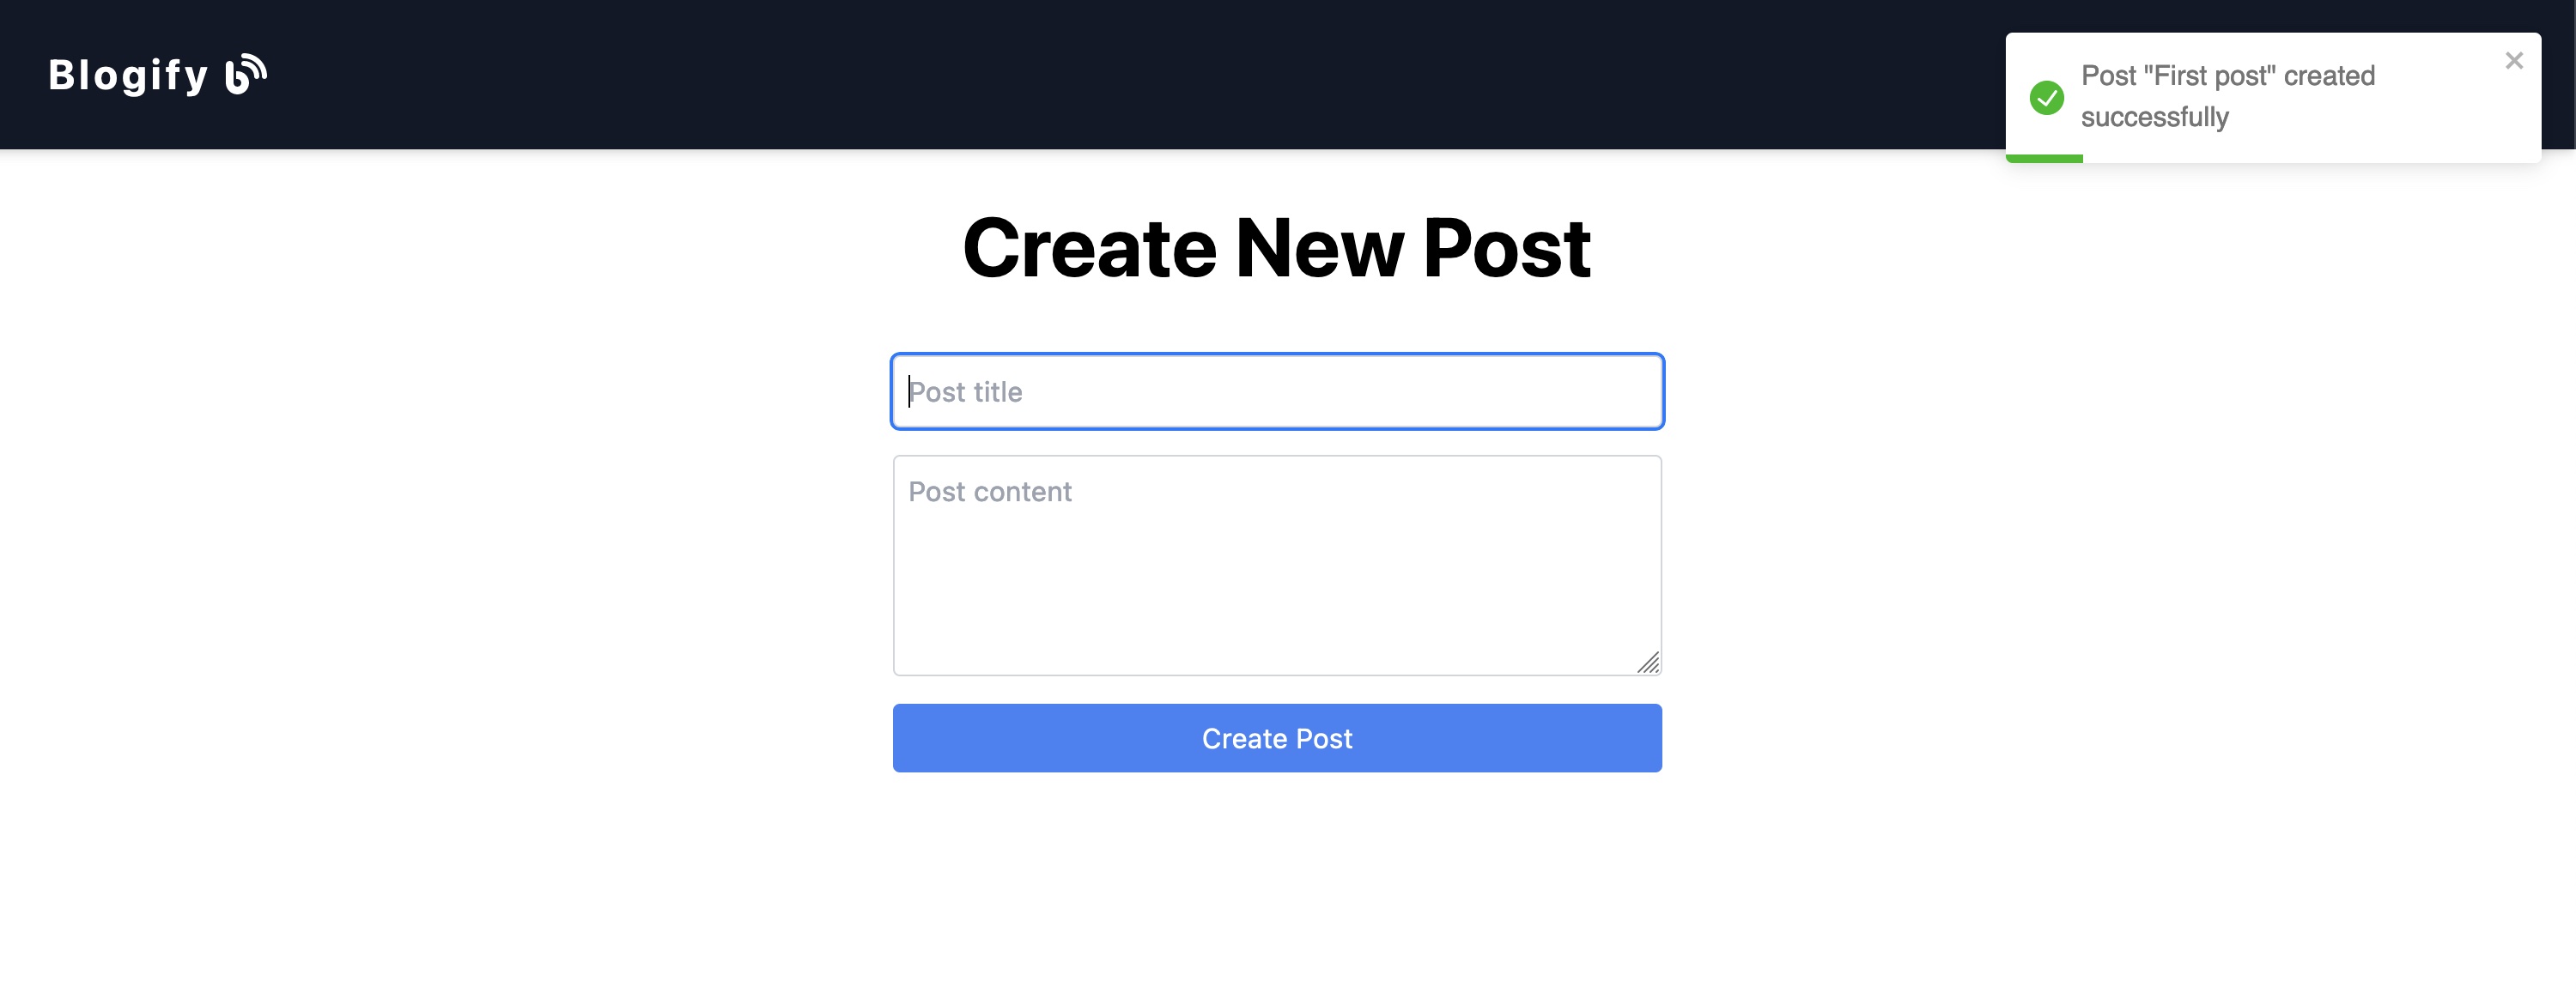 Blogify
Post "First post" created
successfully
Create New Post
Post title
Post content
Create Post